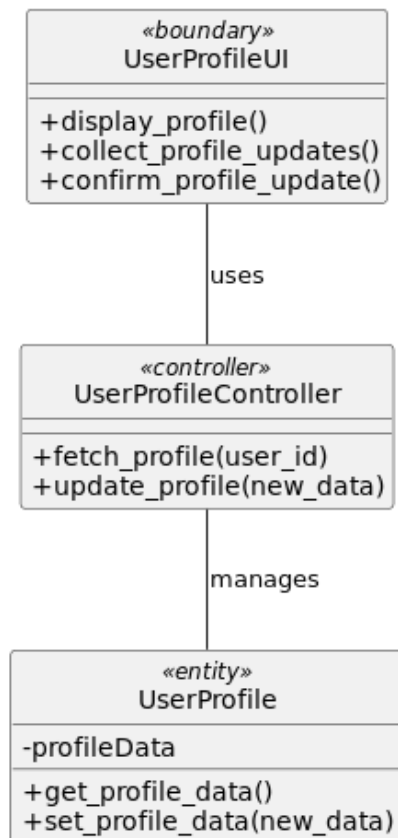 «boundary»
UserProfileUI
+display_profile()
+collect_profile_updates()
+confirm_profile_update()
uses
«controller»
UserProfileController
+fetch_profile(user_id)
+update_profile(new_data)
manages
«entity»
UserProfile
-profileData
+get_profile_data()
+set_profile_data(new_data)